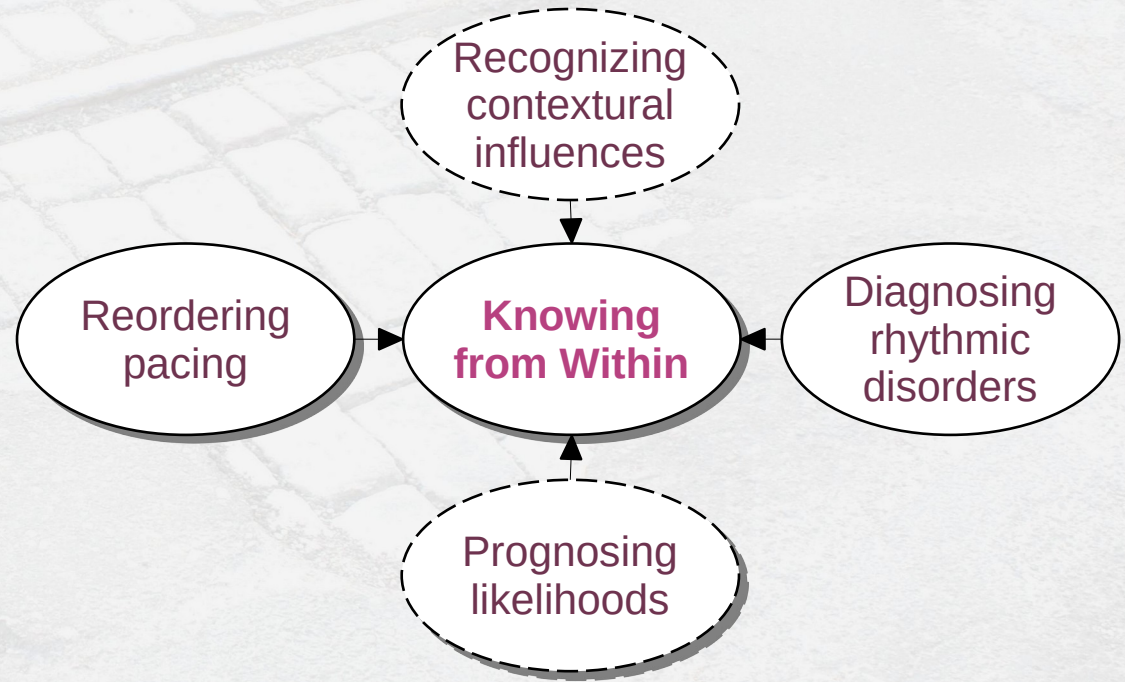 Recognizing
contextural
influences
Reordering
pacing
Knowing
from Within
Diagnosing
rhythmic
disorders
Prognosing
likelihoods